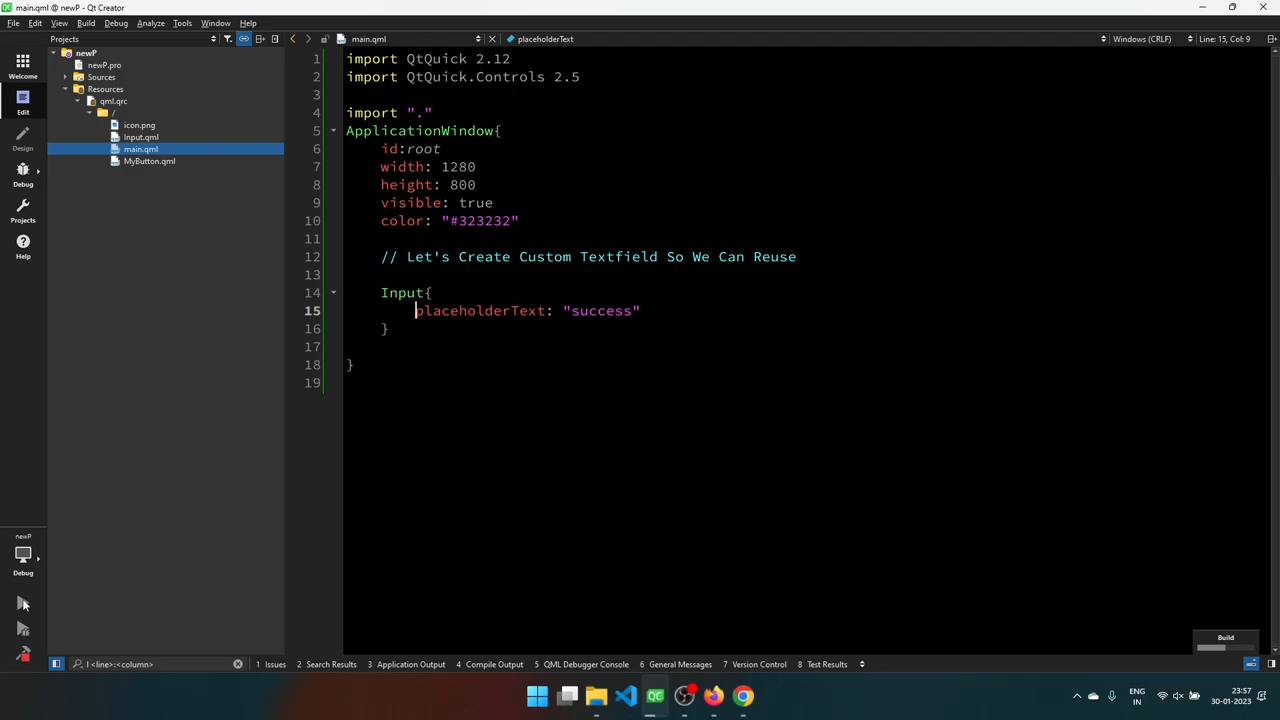 main.qml @ newP - Qt Creator
File Edit View Build Debug Analyze Tools Window Help
Projects
main.qml
placeholderText
Windows (CRLF)
Line: 15, Col: 9
Welcome
Edit
Design
Debug
Projects
Help
newP
newP.pro
Sources
Resources
qml.qrc
/
icon.png
Input.qml
main.qml
MyButton.qml
1 import QtQuick 2.12
2 import QtQuick.Controls 2.5
3
4 import "."
5 ApplicationWindow{
6 id:root
7 width: 1280
8 height: 800
9 visible: true
10 color: "#323232"
11
12 // Let's Create Custom Textfield So We Can Reuse
13
14 Input{
15 placeholderText: "success"
16 }
17
18 }
19
newP
Debug
Build
l <line>:<column>
1 Issues 2 Search Results 3 Application Output 4 Compile Output 5 QML Debugger Console 6 General Messages 7 Version Control 8 Test Results
QC
ENG
IN
23:57
30-01-2023